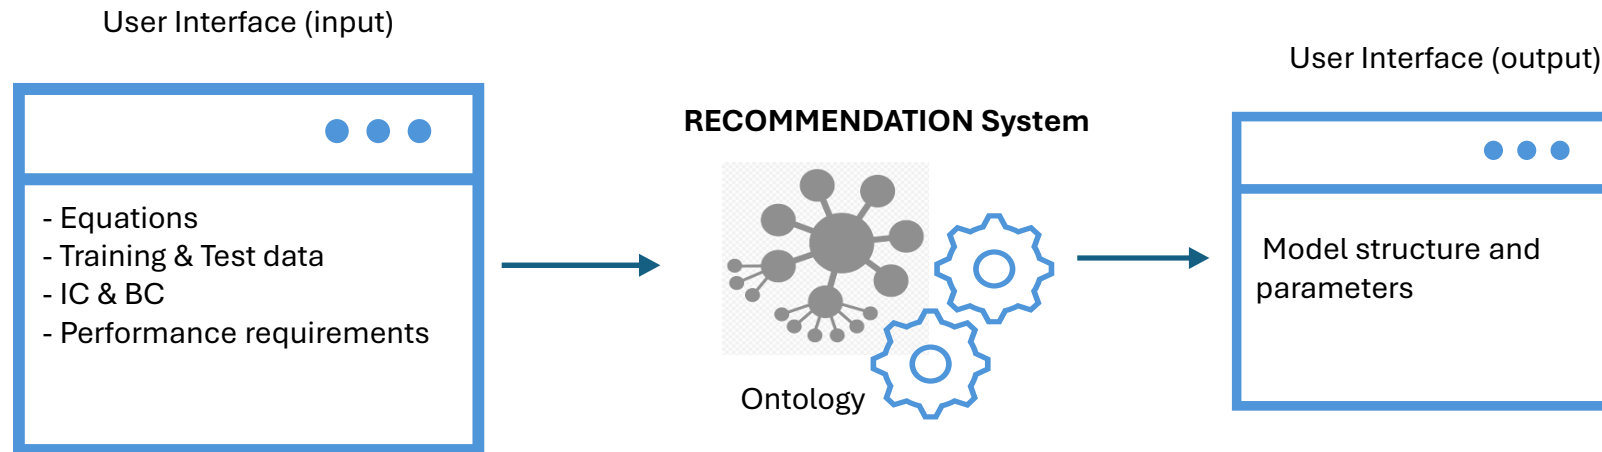 User Interface (input)
- Equations
- Training & Test data
- IC & BC
- Performance requirements
RECOMMENDATION System
Ontology
User Interface (output)
Model structure and
parameters